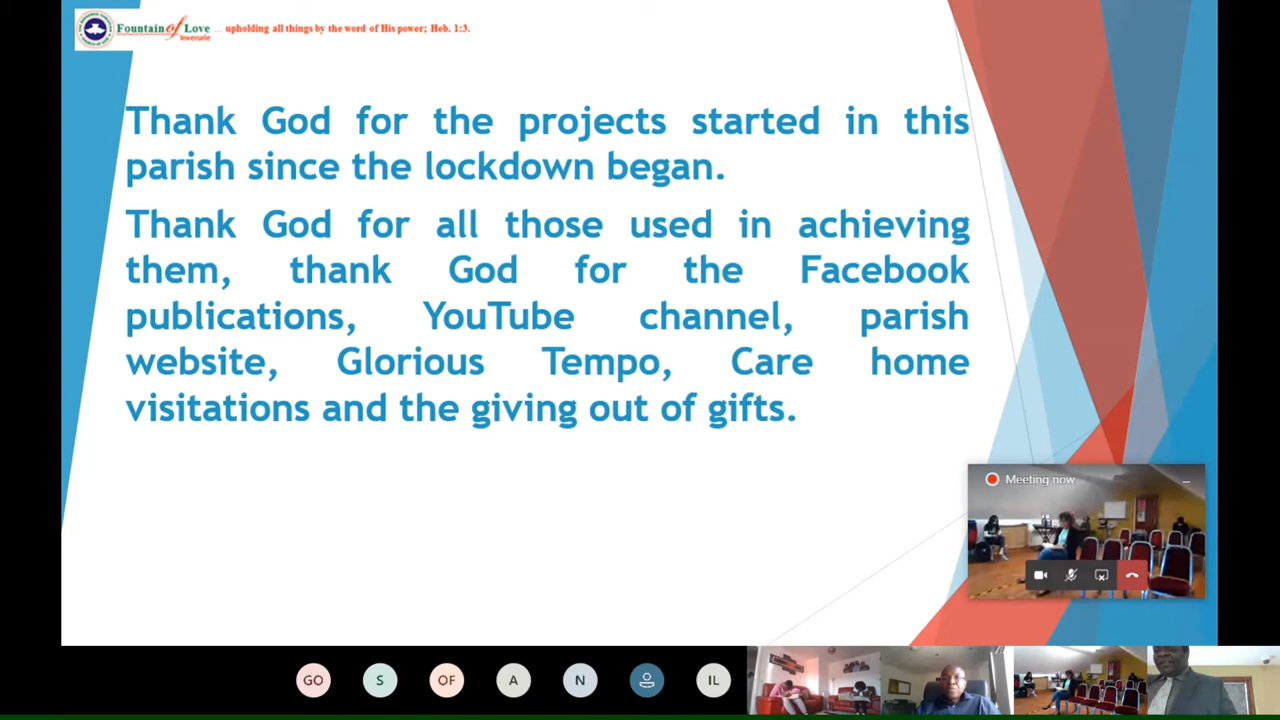 Fountain of Love ... upholding all things by the word of His power; Heb. 1:3.
Inverurie
Thank God for the projects started in this
parish since the lockdown began.
Thank God for all those used in achieving
them, thank God for the Facebook
publications, YouTube channel, parish
website, Glorious Tempo, Care home
visitations and the giving out of gifts.
Meeting now
GO S OF A N IL